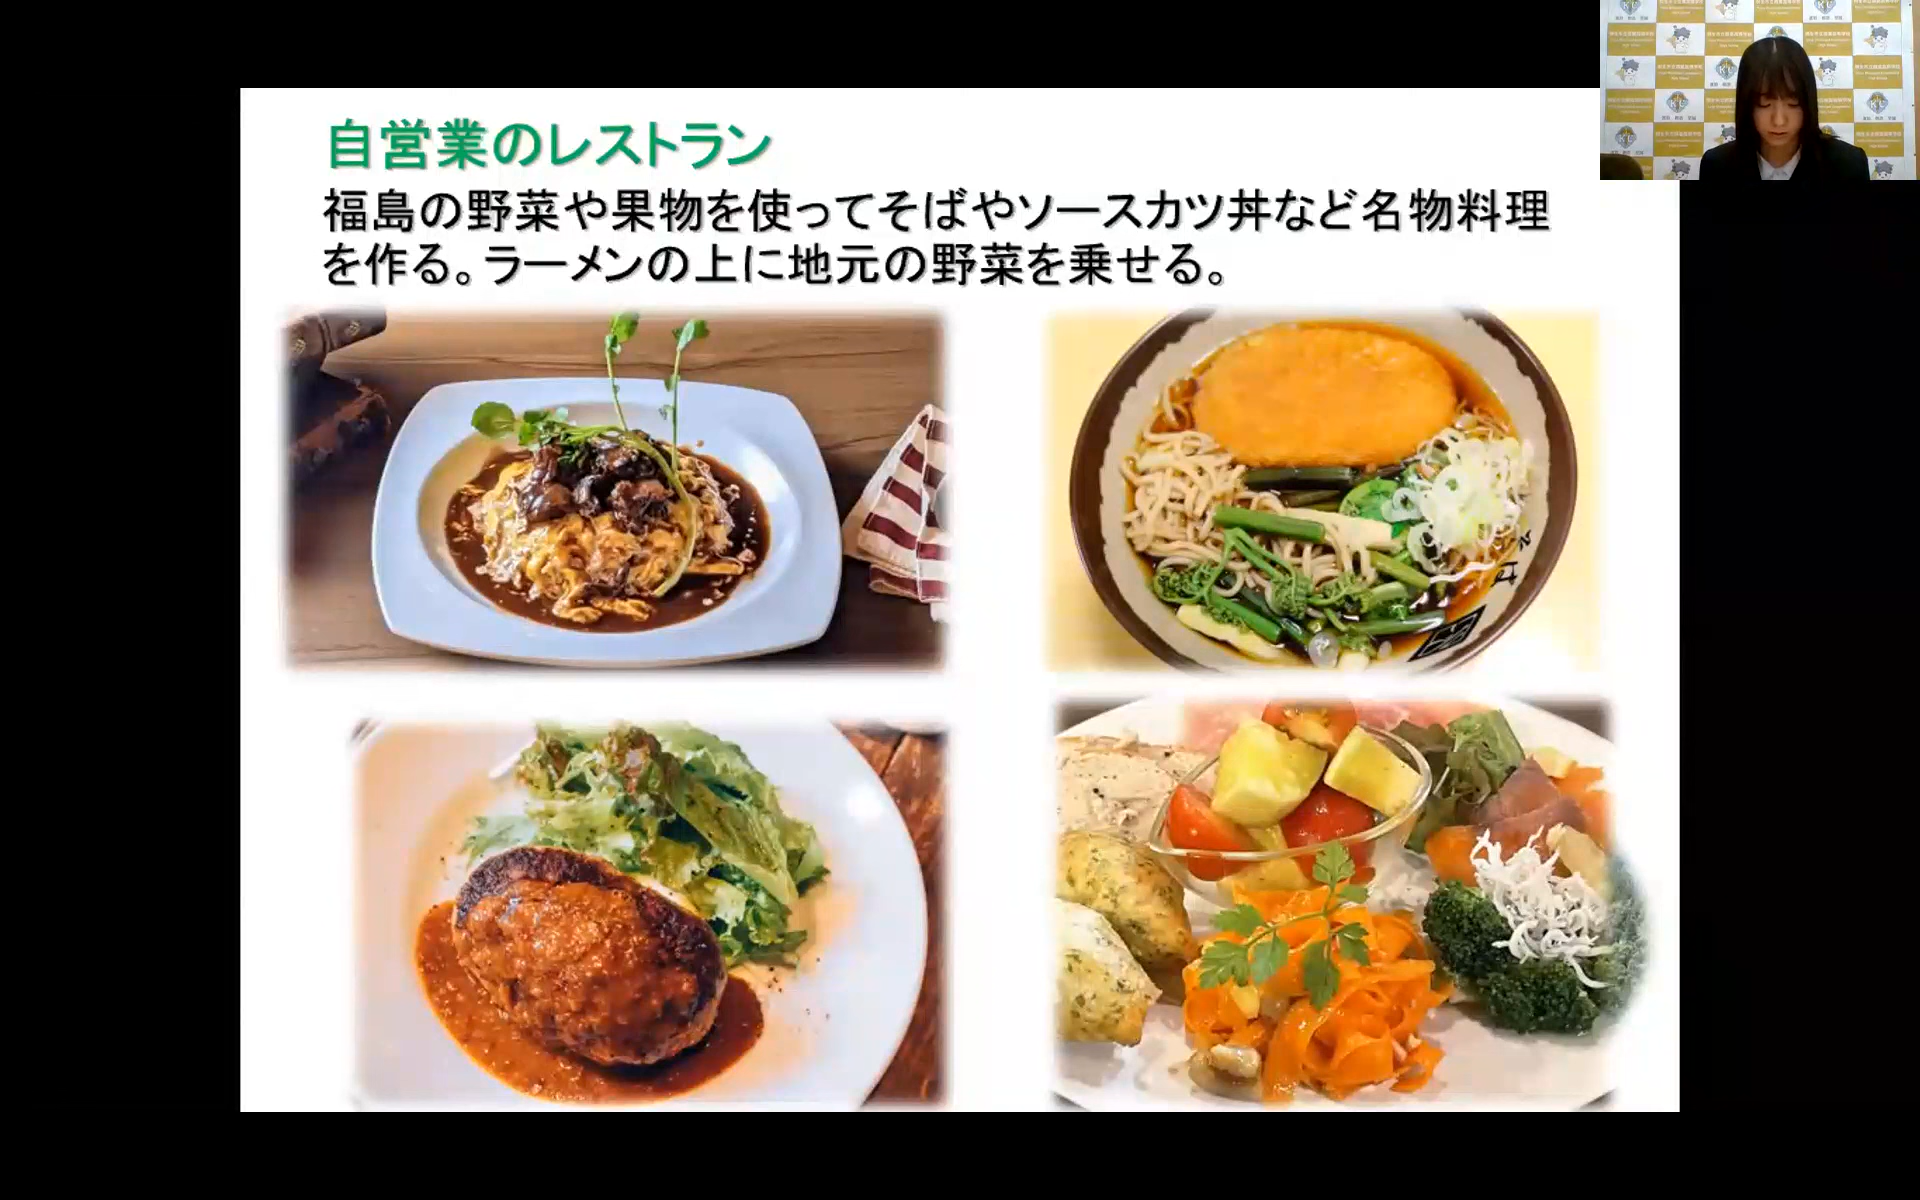 自営業のレストラン
福島の野菜や果物を使ってそばやソースカツ丼など名物料理
を作る。ラーメンの上に地元の野菜を乗せる。